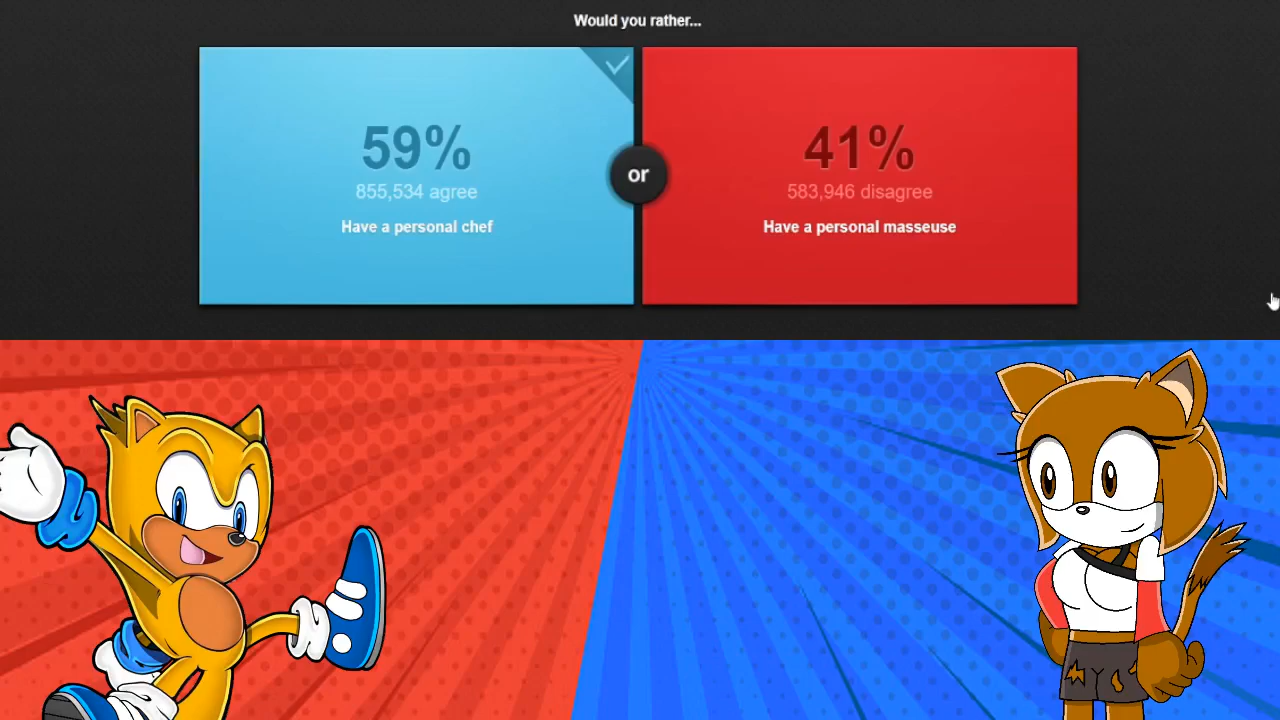 Would you rather...
59%
855,534 agree
Have a personal chef
or
41%
583,946 disagree
Have a personal masseuse